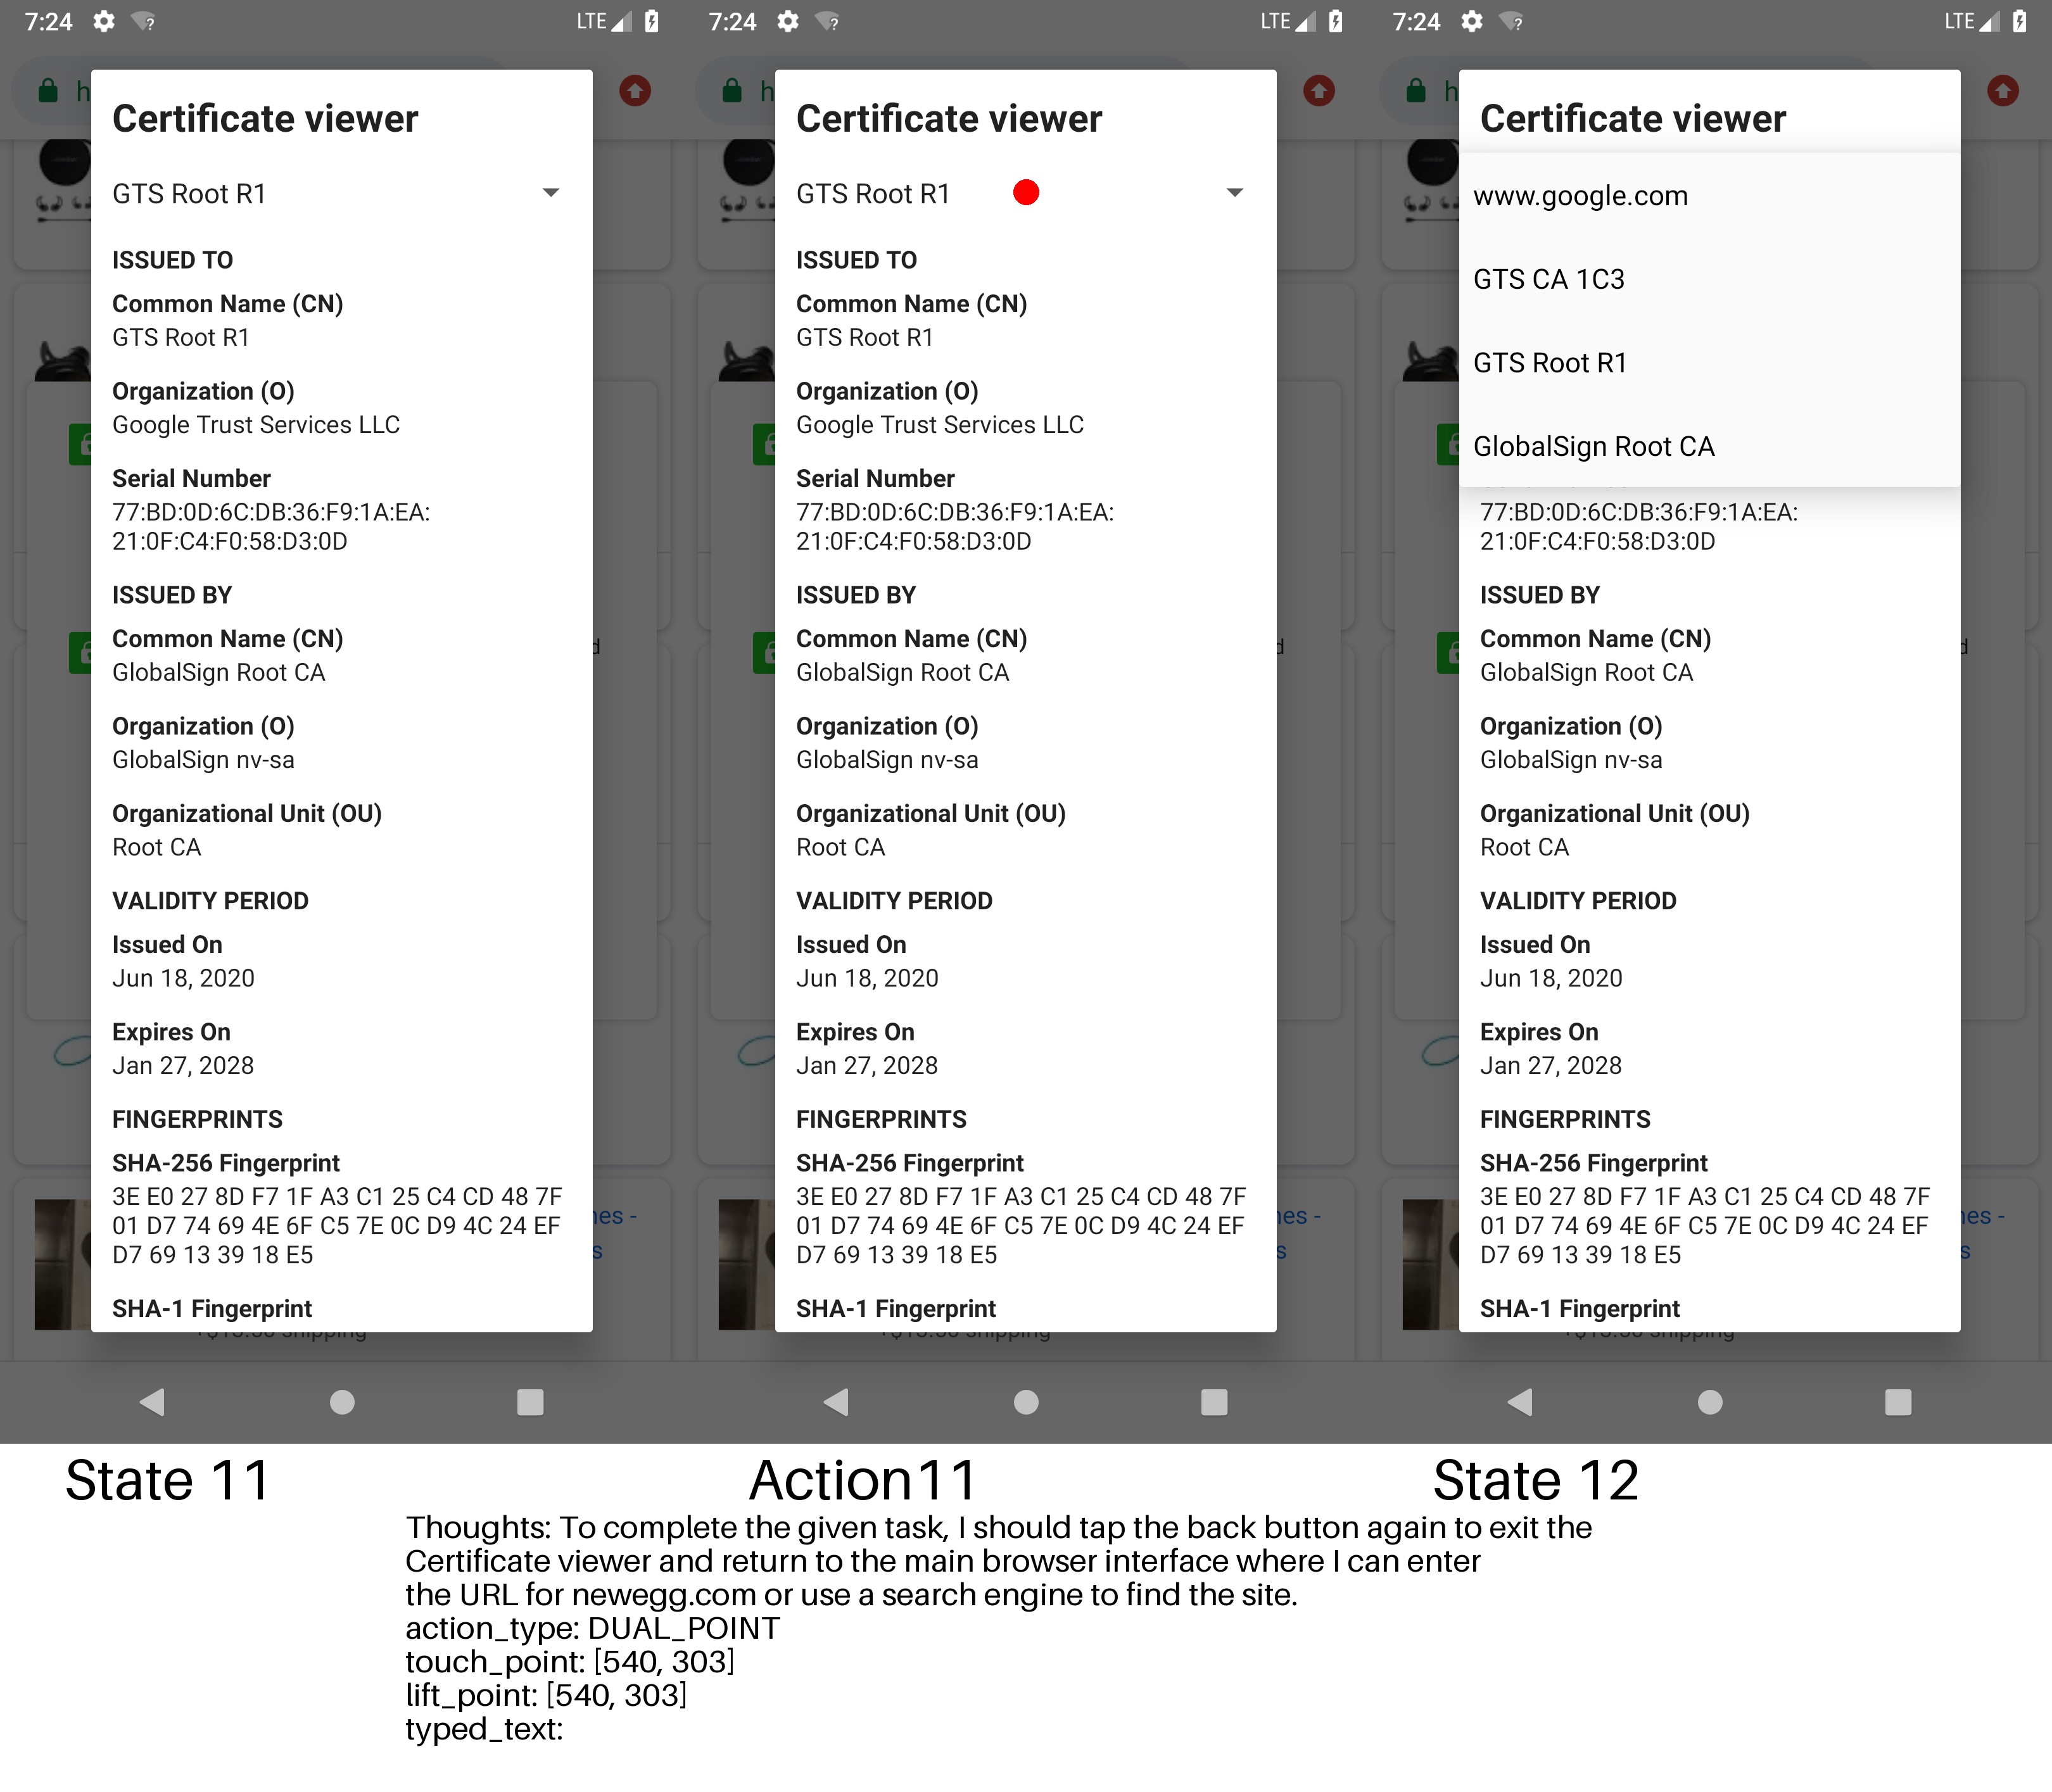 7:24
LTE
h
Certificate viewer
GTS Root R1
ISSUED TO
Common Name (CN)
GTS Root R1
Organization (O)
Google Trust Services LLC
Serial Number
77:BD:0D:6C:DB:36:F9:1A:EA:
21:0F:C4:F0:58:D3:0D
ISSUED BY
Common Name (CN)
GlobalSign Root CA
Organization (O)
GlobalSign nv-sa
Organizational Unit (OU)
Root CA
VALIDITY PERIOD
Issued On
Jun 18, 2020
Expires On
Jan 27, 2028
FINGERPRINTS
SHA-256 Fingerprint
3E E0 27 8D F7 1F A3 C1 25 C4 CD 48 7F
01 D7 74 69 4E 6F C5 7E 0C D9 4C 24 EF
D7 69 13 39 18 E5
SHA-1 Fingerprint
d
nes -
s
shipping
7:24
LTE
h
Certificate viewer
GTS Root R1
ISSUED TO
Common Name (CN)
GTS Root R1
Organization (O)
Google Trust Services LLC
Serial Number
77:BD:0D:6C:DB:36:F9:1A:EA:
21:0F:C4:F0:58:D3:0D
ISSUED BY
Common Name (CN)
GlobalSign Root CA
Organization (O)
GlobalSign nv-sa
Organizational Unit (OU)
Root CA
VALIDITY PERIOD
Issued On
Jun 18, 2020
Expires On
Jan 27, 2028
FINGERPRINTS
SHA-256 Fingerprint
3E E0 27 8D F7 1F A3 C1 25 C4 CD 48 7F
01 D7 74 69 4E 6F C5 7E 0C D9 4C 24 EF
D7 69 13 39 18 E5
SHA-1 Fingerprint
d
nes -
s
shipping
7:24
LTE
h
Certificate viewer
www.google.com
GTS CA 1C3
GTS Root R1
GlobalSign Root CA
77:BD:0D:6C:DB:36:F9:1A:EA:
21:0F:C4:F0:58:D3:0D
ISSUED BY
Common Name (CN)
GlobalSign Root CA
Organization (O)
GlobalSign nv-sa
Organizational Unit (OU)
Root CA
VALIDITY PERIOD
Issued On
Jun 18, 2020
Expires On
Jan 27, 2028
FINGERPRINTS
SHA-256 Fingerprint
3E E0 27 8D F7 1F A3 C1 25 C4 CD 48 7F
01 D7 74 69 4E 6F C5 7E 0C D9 4C 24 EF
D7 69 13 39 18 E5
SHA-1 Fingerprint
d
nes -
s
shipping
State 11
Action11
State 12
Thoughts: To complete the given task, I should tap the back button again to exit the
Certificate viewer and return to the main browser interface where I can enter
the URL for newegg.com or use a search engine to find the site.
action_type: DUAL_POINT
touch_point: [540, 303]
lift_point: [540, 303]
typed_text: